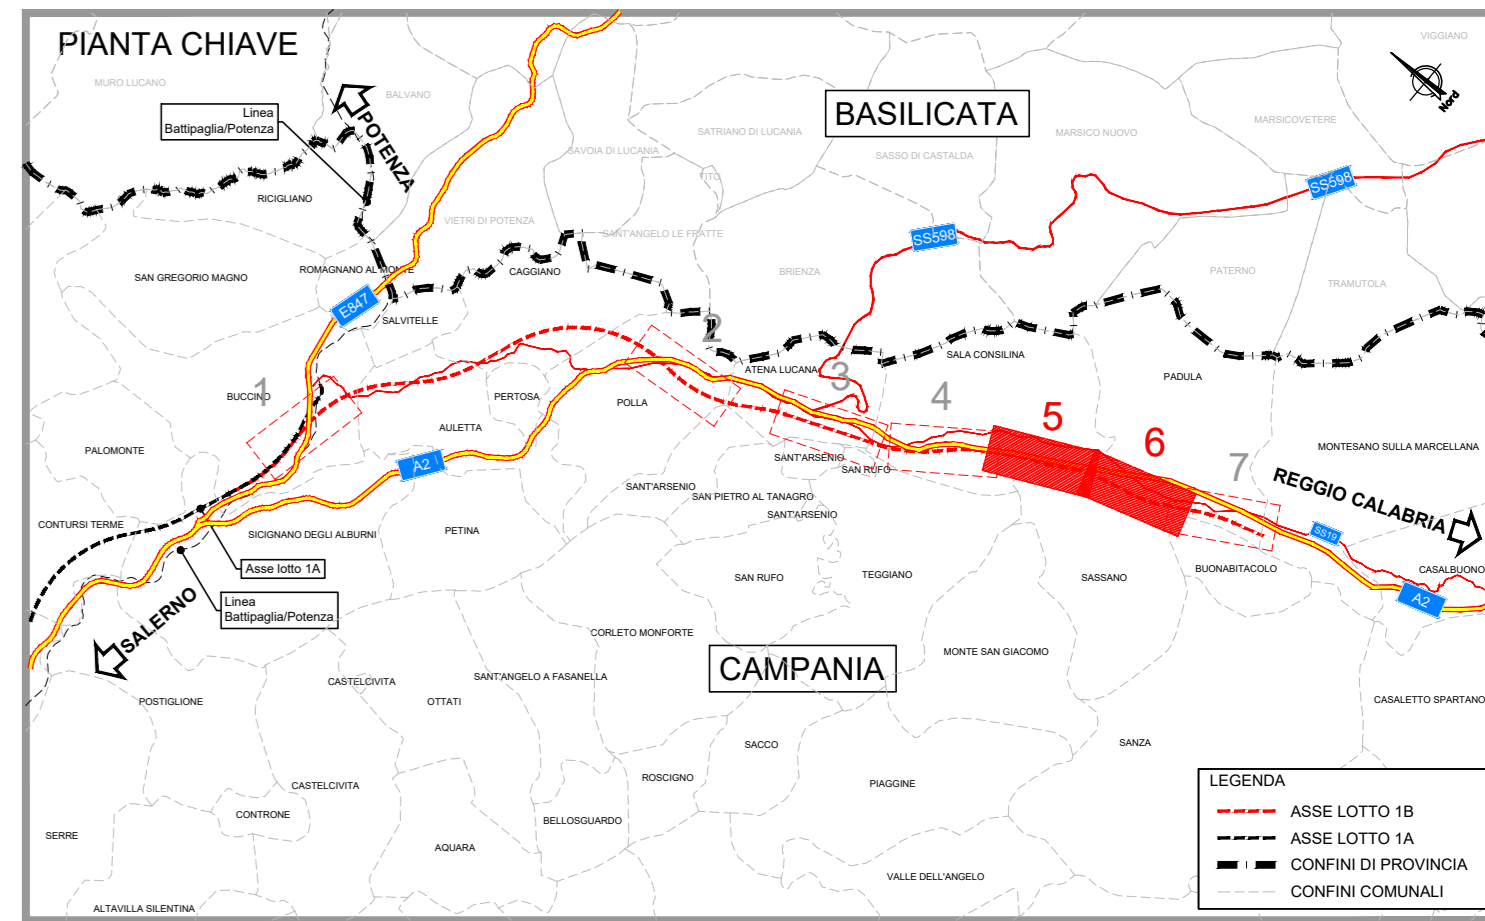 PIANTA CHIAVE
VIGGIANO
MURO LUCANO
BALVANO
Linea
Battipaglia/Potenza
POTENZA
BASILICATA
Nord
SATRIANO DI LUCANIA
MARSICO NUOVO
MARSICOVETERE
SAVOIA DI LUCANIA
SASSO DI CASTALDA
TITO
SS598
RICIGLIANO
VIETRI DI POTENZA
SANT'ANGELO LE FRATTE
SS598
ROMAGNANO AL MONTE
CAGGIANO
BRIENZA
PATERNO
TRAMUTOLA
SAN GREGORIO MAGNO
E847
SALVITELLE
2
SALA CONSILINA
ATENA LUCANA
PADULA
3
1
BUCCINO
PERTOSA
POLLA
4
5
AULETTA
6
PALOMONTE
MONTESANO SULLA MARCELLANA
A2
SANT'ARSENIO
SAN RUFO
7
REGGIO CALABRiA
SANT'ARSENIO
SAN PIETRO AL TANAGRO
SANT'ARSENIO
CONTURSI TERME
SICIGNANO DEGLI ALBURNI
PETINA
SS19
Asse lotto 1A
SAN RUFO
TEGGIANO
SASSANO
BUONABITACOLO
CASALBUONO
A2
Linea
Battipaglia/Potenza
SALERNO
CORLETO MONFORTE
MONTE SAN GIACOMO
CAMPANIA
CASTELCIVITA
SANT'ANGELO A FASANELLA
POSTIGLIONE
OTTATI
CASALETTO SPARTANO
SACCO
SANZA
ROSCIGNO
PIAGGINE
CASTELCIVITA
CONTRONE
BELLOSGUARDO
SERRE
AQUARA
VALLE DELL'ANGELO
ALTAVILLA SILENTINA
LEGENDA
ASSE LOTTO 1B
ASSE LOTTO 1A
CONFINI DI PROVINCIA
CONFINI COMUNALI